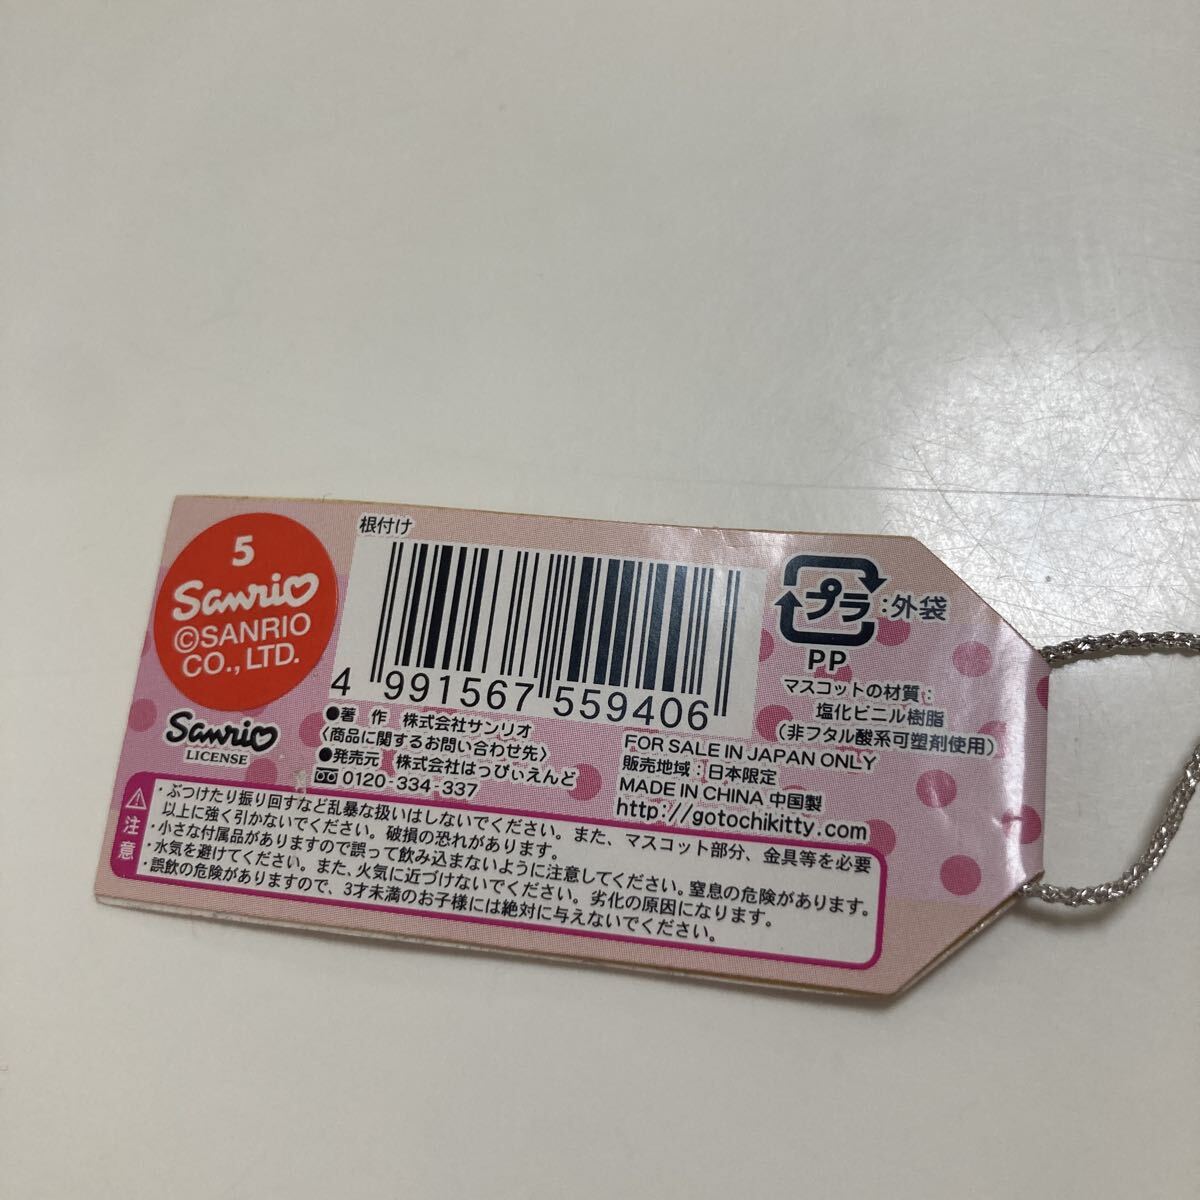 5
Sanrio
©SANRIO
CO., LTD.
Sanrio
LICENSE
根付け
4 991567 559406
●著 作 株式会社サンリオ
〈商品に関するお問い合わせ先〉
●発売元 株式会社はっぴぃえんど
0120-334-337
プラ:外袋
PP
マスコットの材質:
塩化ビニル樹脂
(非フタル酸系可塑剤使用)
FOR SALE IN JAPAN ONLY
販売地域:日本限定
MADE IN CHINA 中国製
http://gotochikitty.com
注意
・ぶつけたり振り回すなど乱暴な扱いはしないでください。また、マスコット部分、金具等を必要
以上に強く引かないでください。破損の恐れがあります。
・小さな付属品がありますので誤って飲み込まないように注意してください。窒息の危険があります。
・水気を避けてください。また、火気に近づけないでください。劣化の原因になります。
・誤飲の危険がありますので、3才未満のお子様には絶対に与えないでください。